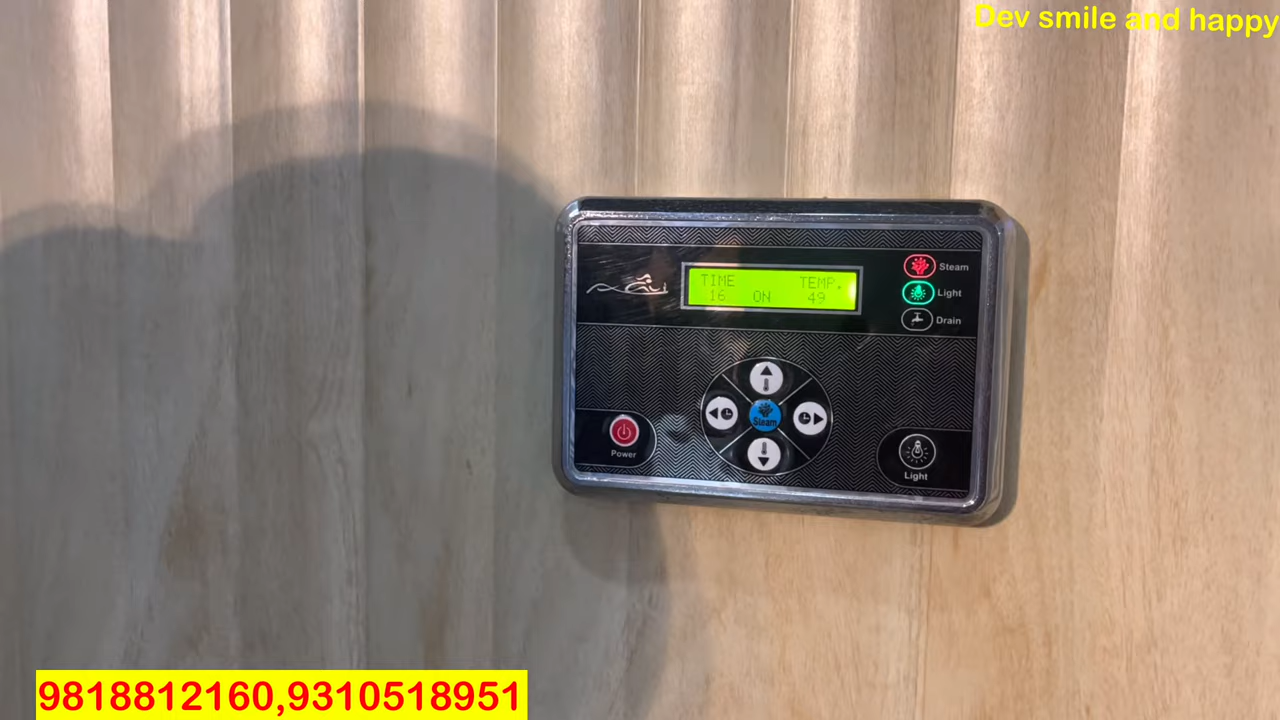 Dev smile and happy
TIME TEMP.
16 ON 49
Steam
Light
Drain
Steam
Power
Light
9818812160,9310518951